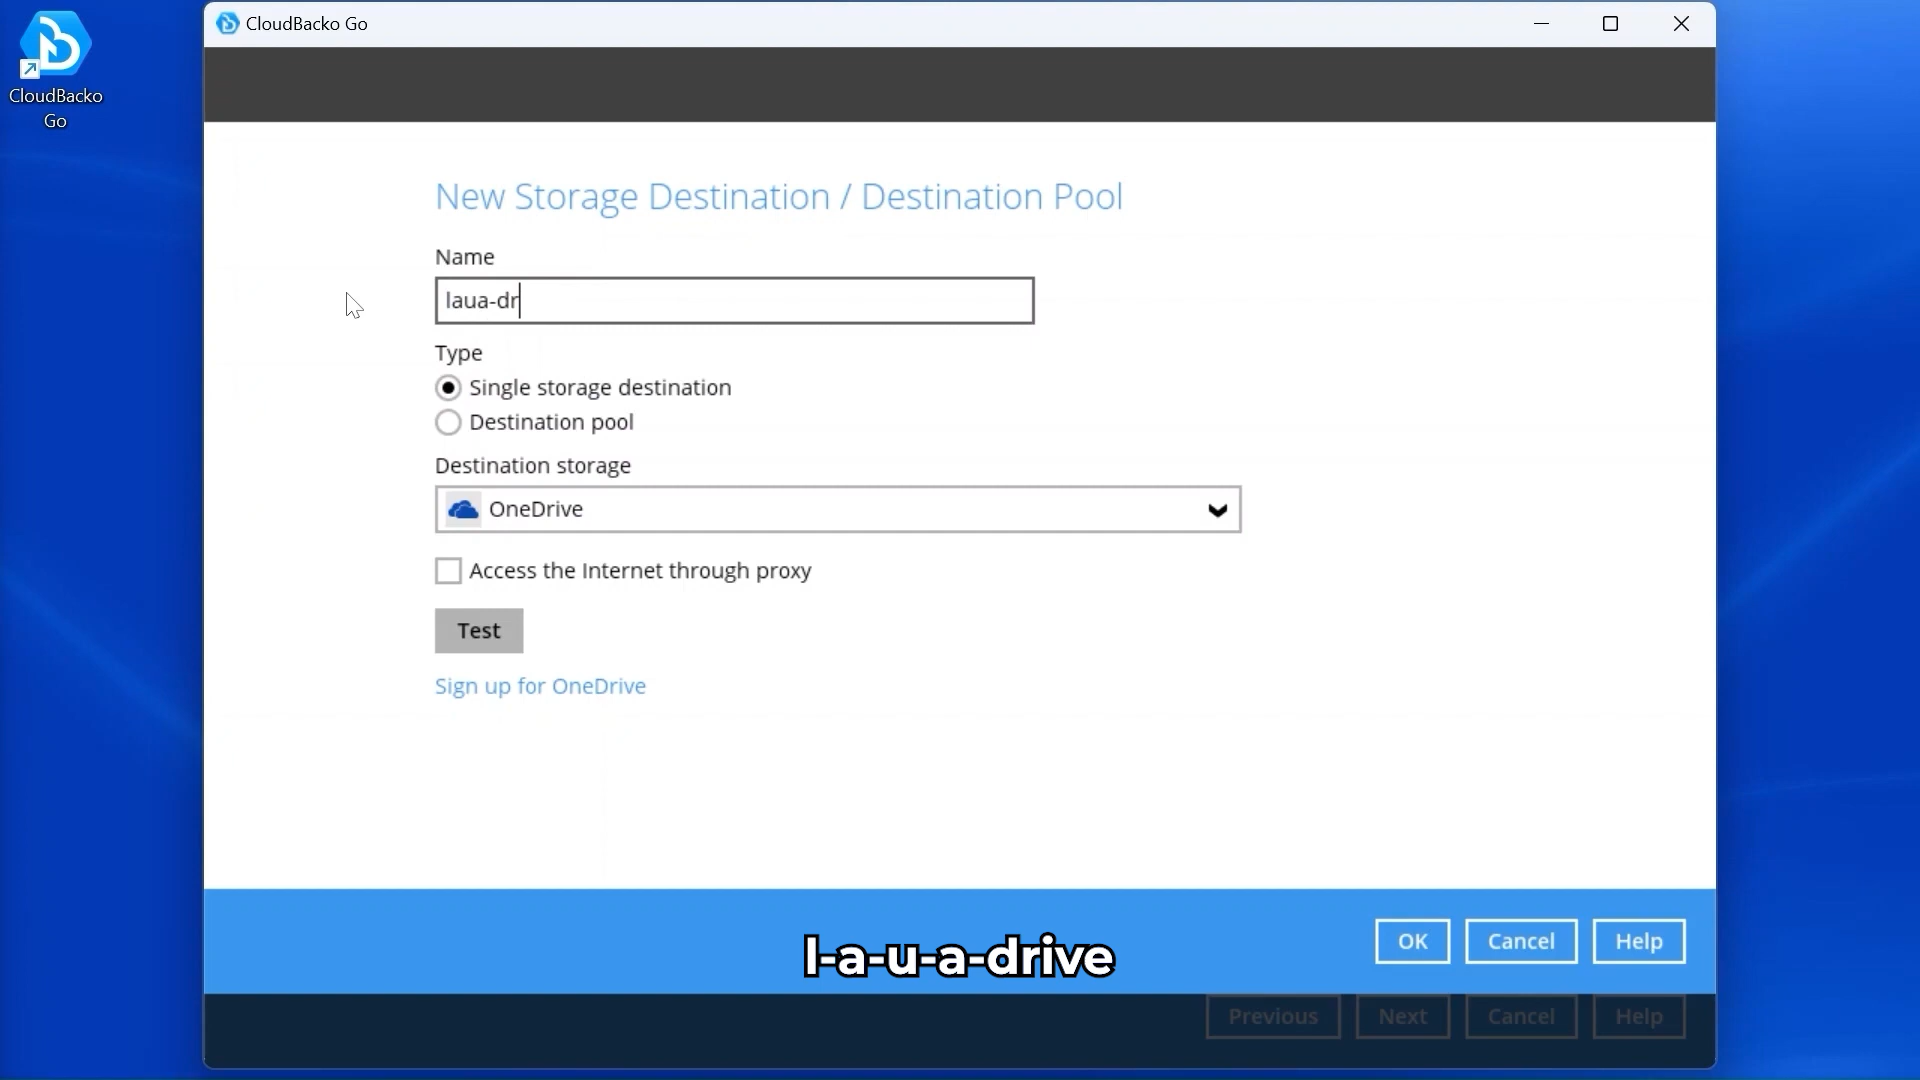 CloudBacko Go
CloudBacko
Go
New Storage Destination / Destination Pool
Name
laua-dr
Type
Single storage destination
Destination pool
Destination storage
OneDrive
Access the Internet through proxy
Test
Sign up for OneDrive
OK Cancel Help
l-a-u-a-drive
Previous Next Cancel Help